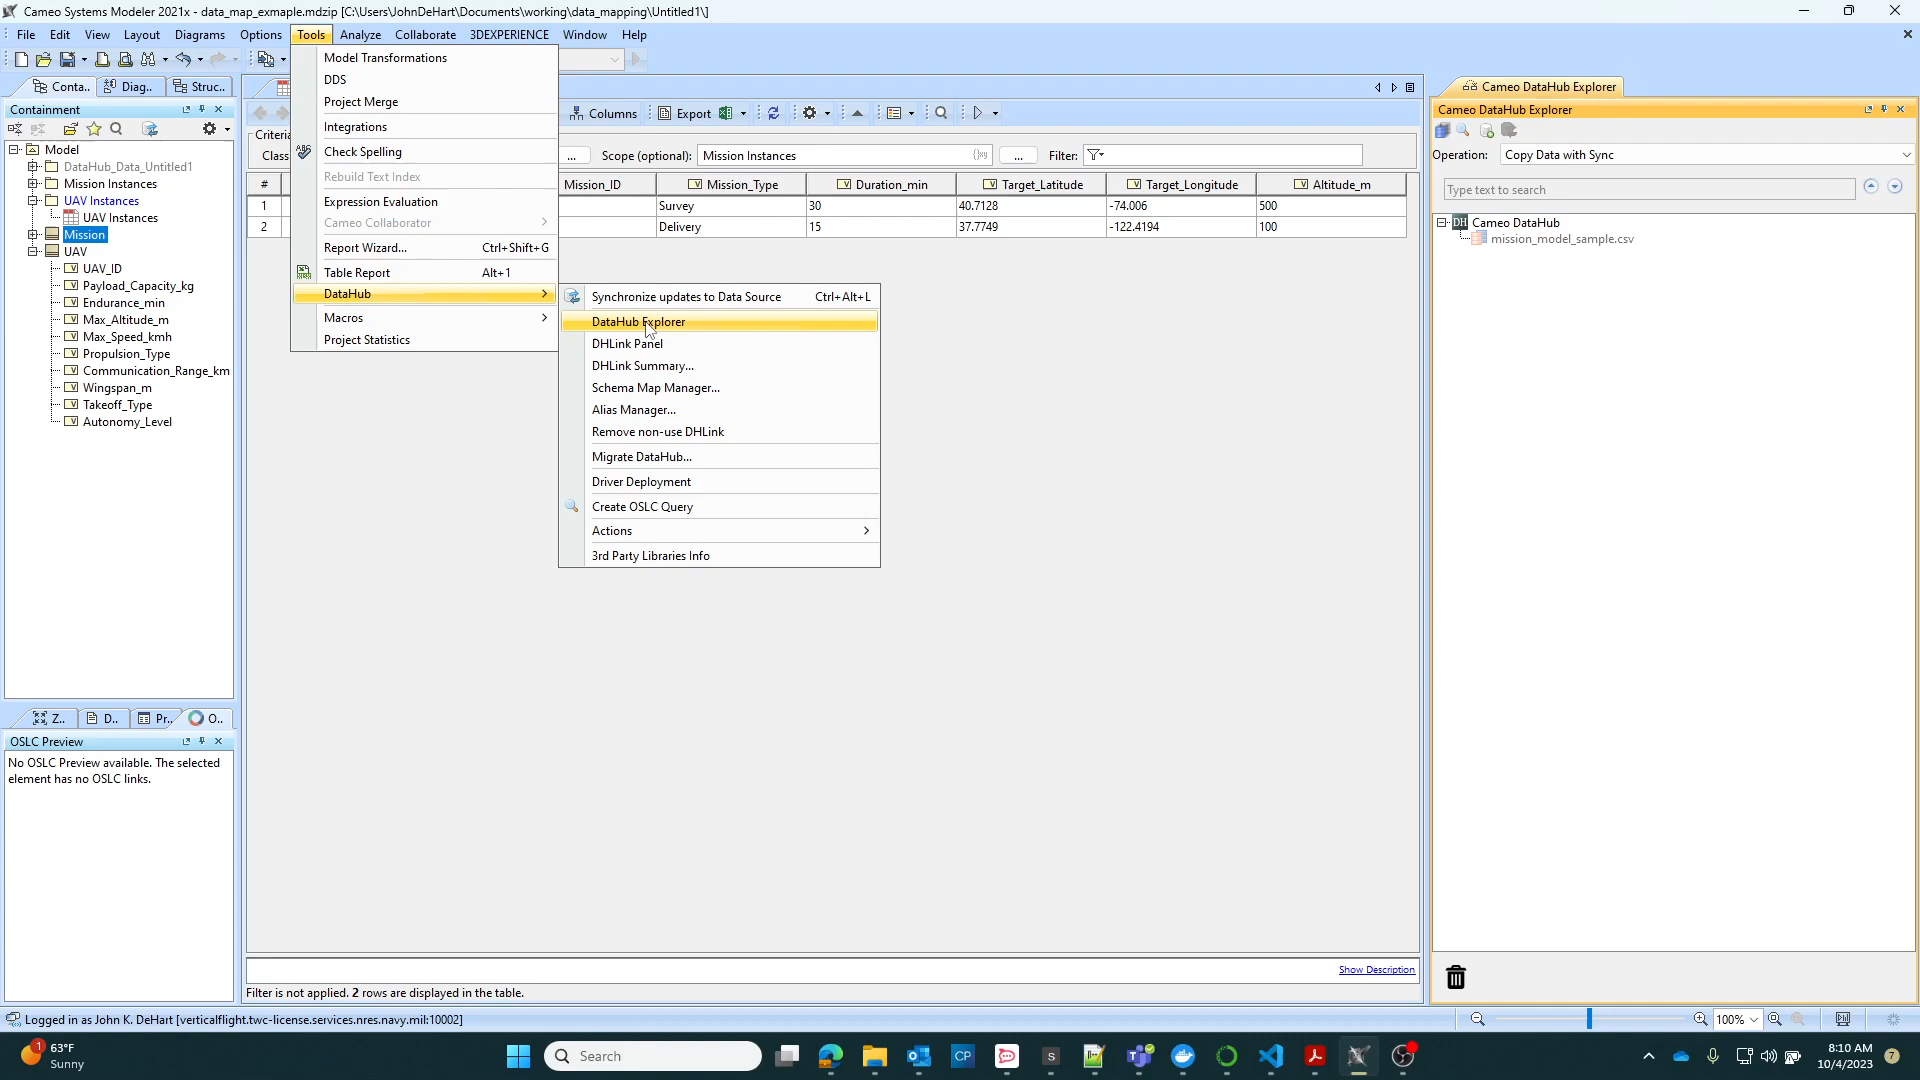 Cameo Systems Modeler 2021x - data_map_exmaple.mdzip [C:\Users\JohnDeHart\Documents\working\data_mapping\Untitled1\]
File Edit View Layout Diagrams Options Tools Analyze Collaborate 3DEXPERIENCE Window Help
Conta.. Diag.. Struc..
Containment
Model
DataHub_Data_Untitled1
Mission Instances
UAV Instances
UAV Instances
Mission
UAV
UAV_ID
Payload_Capacity_kg
Endurance_min
Max_Altitude_m
Max_Speed_kmh
Propulsion_Type
Communication_Range_km
Wingspan_m
Takeoff_Type
Autonomy_Level
Z.. D.. Pr.. O..
OSLC Preview
No OSLC Preview available. The selected
element has no OSLC links.
Model Transformations
DDS
Project Merge
Integrations
Check Spelling
Rebuild Text Index
Expression Evaluation
Cameo Collaborator
Report Wizard... Ctrl+Shift+G
Table Report Alt+1
DataHub
Macros
Project Statistics
Synchronize updates to Data Source Ctrl+Alt+L
DataHub Explorer
DHLink Panel
DHLink Summary...
Schema Map Manager...
Alias Manager...
Remove non-use DHLink
Migrate DataHub...
Driver Deployment
Create OSLC Query
Actions
3rd Party Libraries Info
Columns Export
Criteria
Class ... Scope (optional): Mission Instances ... Filter:
# Mission_ID Mission_Type Duration_min Target_Latitude Target_Longitude Altitude_m
1 Survey 30 40.7128 -74.006 500
2 Delivery 15 37.7749 -122.4194 100
Show Description
Filter is not applied. 2 rows are displayed in the table.
Cameo DataHub Explorer
Cameo DataHub Explorer
Operation: Copy Data with Sync
Type text to search
DH Cameo DataHub
mission_model_sample.csv
Logged in as John K. DeHart [verticalflight.twc-license.services.nres.navy.mil:10002]
100%
1 63°F
Sunny
Search
CP
S
8:10 AM
10/4/2023
7